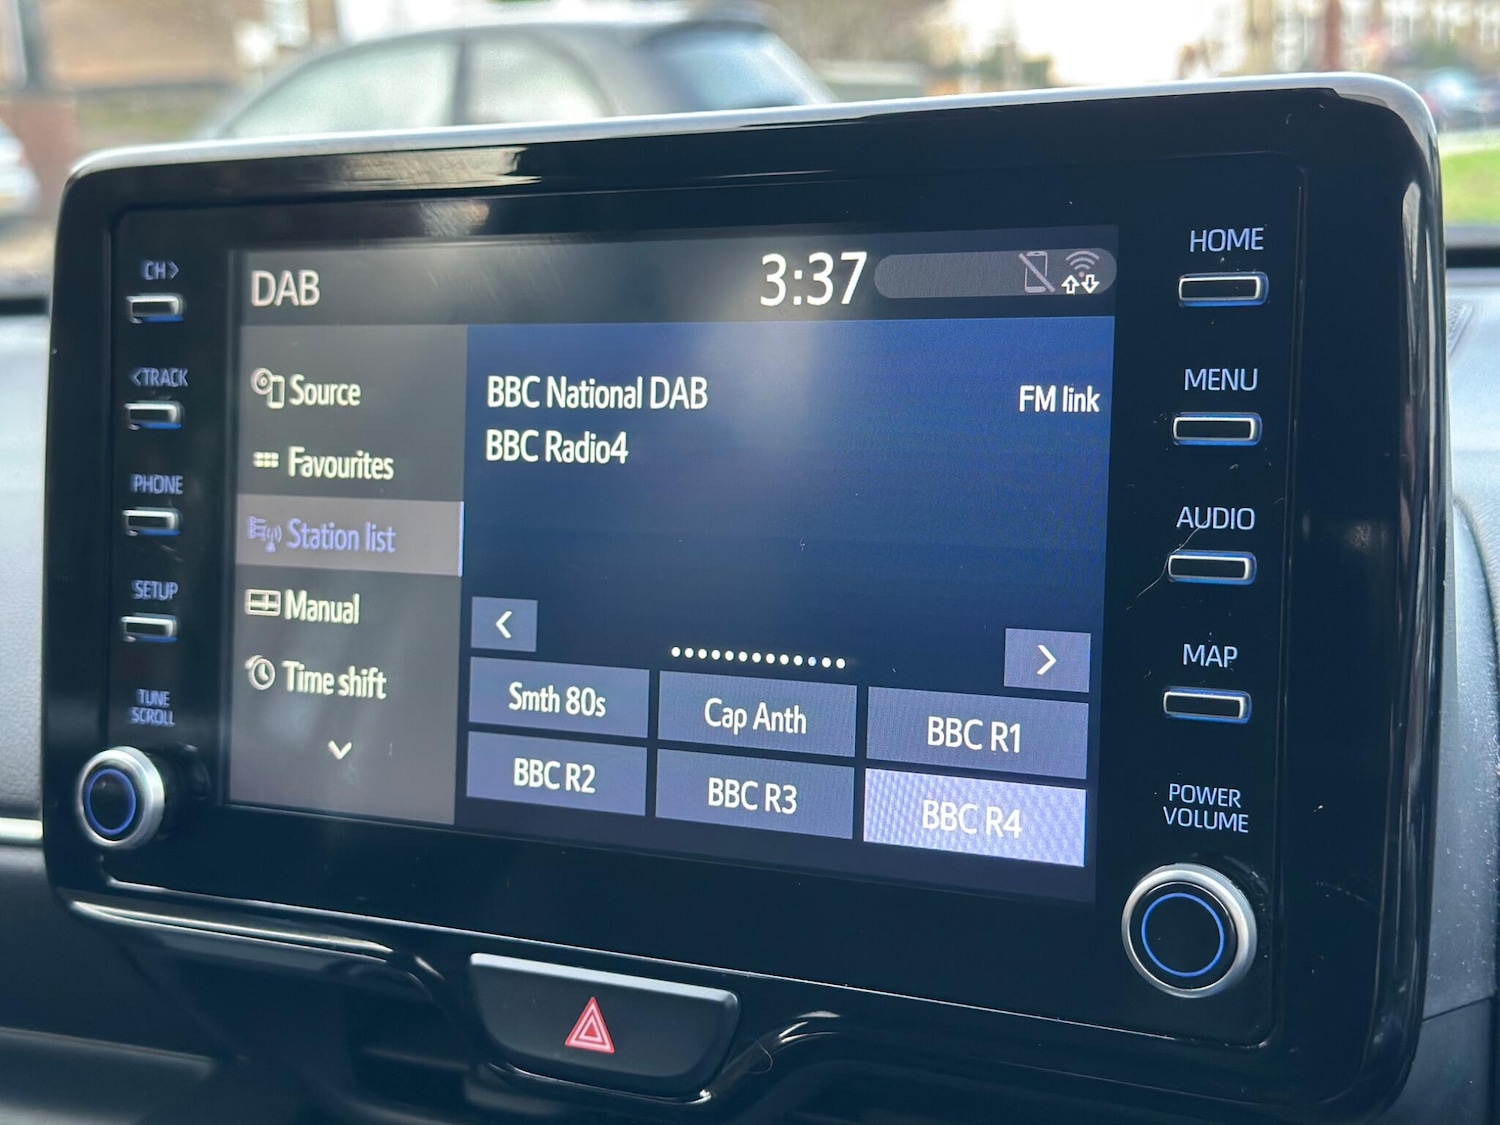 CH>
<TRACK
PHONE
SETUP
TUNE
SCROLL
DAB
3:37
Source
Favourites
Station list
Manual
Time shift
BBC National DAB
FM link
BBC Radio4
Smth 80s
Cap Anth
BBC R1
BBC R2
BBC R3
BBC R4
HOME
MENU
AUDIO
MAP
POWER
VOLUME